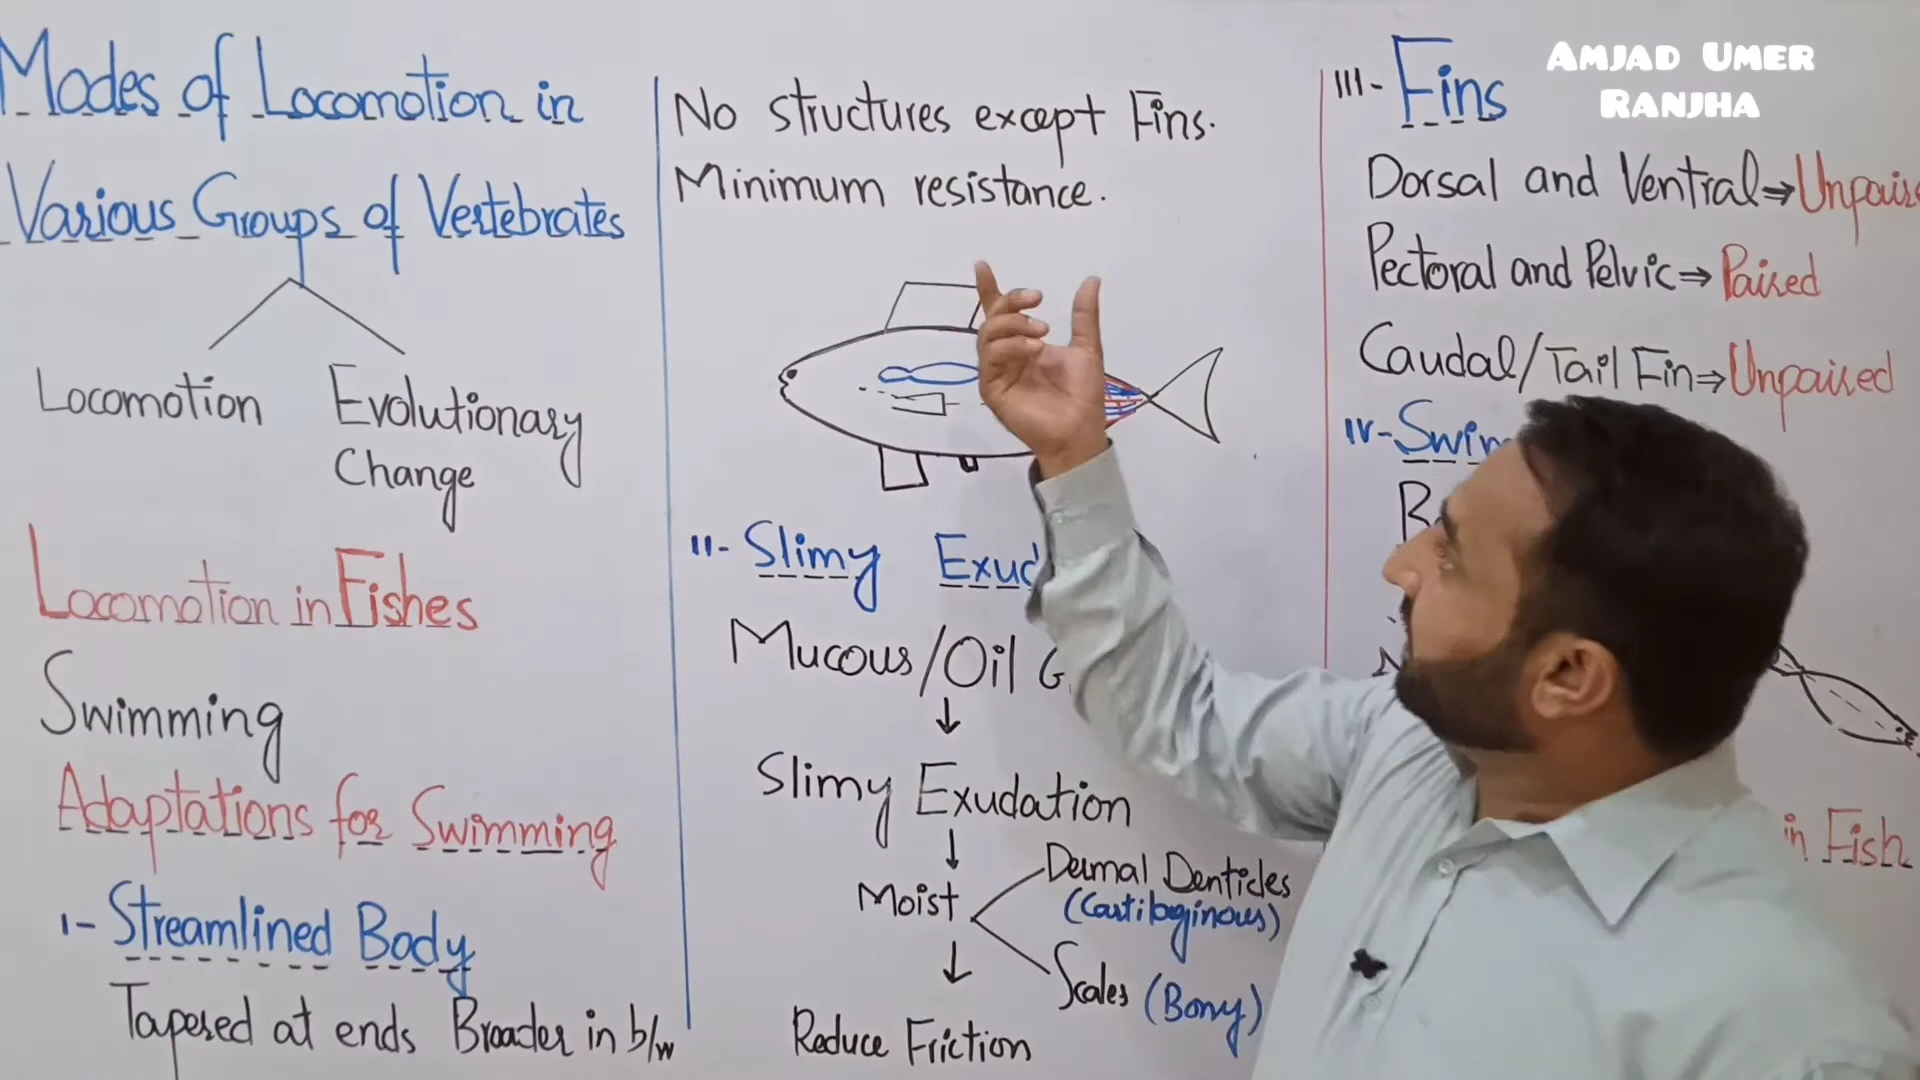 Modes of Locomotion in
Various Groups of Vertebrates
Locomotion
Evolutionary
Change
Locomotion in Fishes
Swimming
Adaptations for Swimming
I- Streamlined Body
Tapered at ends Broader in b/w
No structures except Fins.
Minimum resistance.
II- Slimy Exud
Mucous/Oil G
↓
Slimy Exudation
↓
Moist
Dermal Denticles
(Cartilaginous)
Scales (Bony)
↓
Reduce Friction
III- Fins
AMJAD UMER
RANJHA
Dorsal and Ventral⇒Unpaire
Pectoral and Pelvic⇒Paired
Caudal/Tail Fin⇒Unpaired
IV- Swim
in Fish